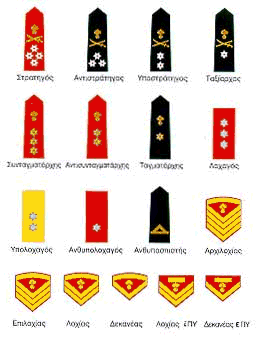 Στρατηγός Αντιστράτηγος Υποστράτηγος Ταξίαρχος
Συνταγματάρχης Αντισυνταγματάρχης Ταγματάρχης Λοχαγός
Υπολοχαγός Ανθυπολοχαγός Ανθυπασπιστής Αρχιλοχίας
Επιλοχίας Λοχίας Δεκανέας Λοχίας ΕΠΥ Δεκανέας ΕΠΥ